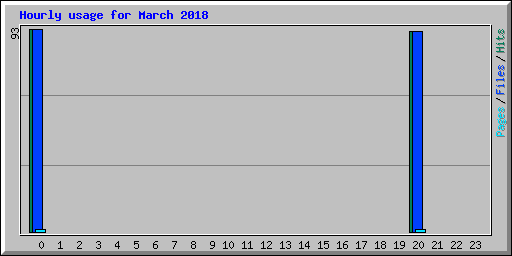 Hourly usage for March 2018
93
Pages/Files/Hits
0 1 2 3 4 5 6 7 8 9 10 11 12 13 14 15 16 17 18 19 20 21 22 23